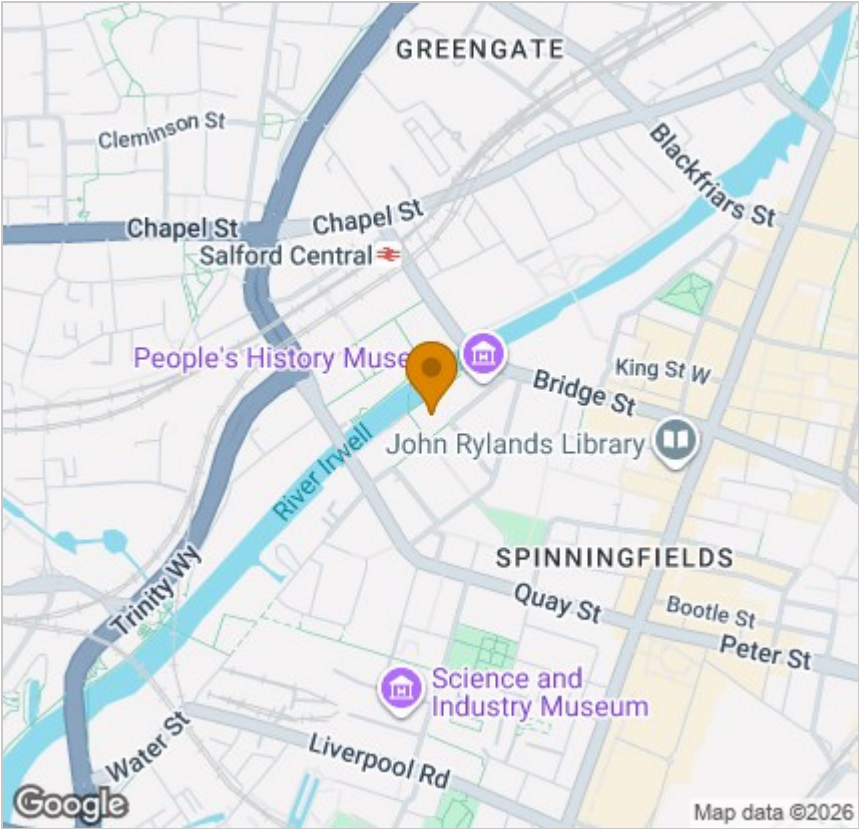 GREENGATE
Cleminson St
Blackfriars St
Chapel St
Chapel St
Salford Central
People's History Muse
King St W
Bridge St
John Rylands Library
River Irwell
SPINNINGFIELDS
Trinity Wy
Quay St
Bootle St
Peter St
Science and
Industry Museum
Water St
Liverpool Rd
Google
Map data ©2026